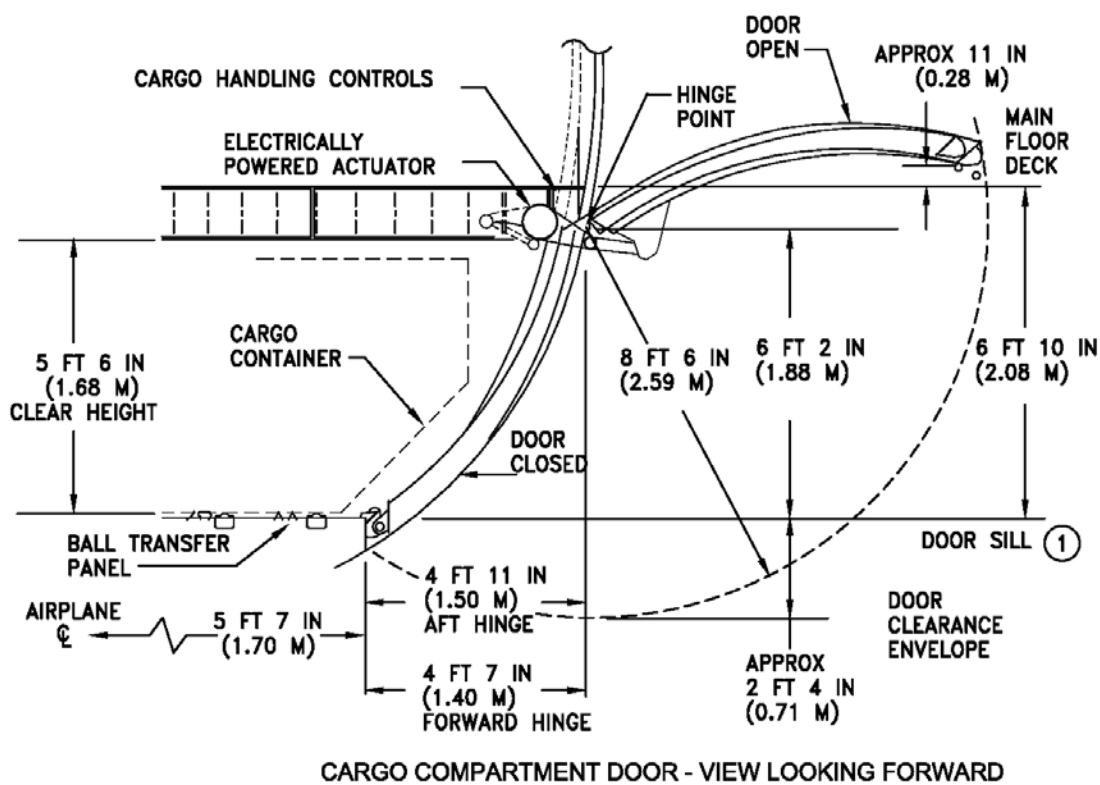 DOOR
OPEN
APPROX 11 IN
(0.28 M)
CARGO HANDLING CONTROLS
HINGE
POINT
MAIN
FLOOR
DECK
ELECTRICALLY
POWERED ACTUATOR
5 FT 6 IN
(1.68 M)
CLEAR HEIGHT
CARGO
CONTAINER
8 FT 6 IN
(2.59 M)
6 FT 2 IN
(1.88 M)
6 FT 10 IN
(2.08 M)
DOOR
CLOSED
BALL TRANSFER
PANEL
DOOR SILL 1
AIRPLANE
CL
5 FT 7 IN
(1.70 M)
4 FT 11 IN
(1.50 M)
AFT HINGE
4 FT 7 IN
(1.40 M)
FORWARD HINGE
APPROX
2 FT 4 IN
(0.71 M)
DOOR
CLEARANCE
ENVELOPE
CARGO COMPARTMENT DOOR - VIEW LOOKING FORWARD